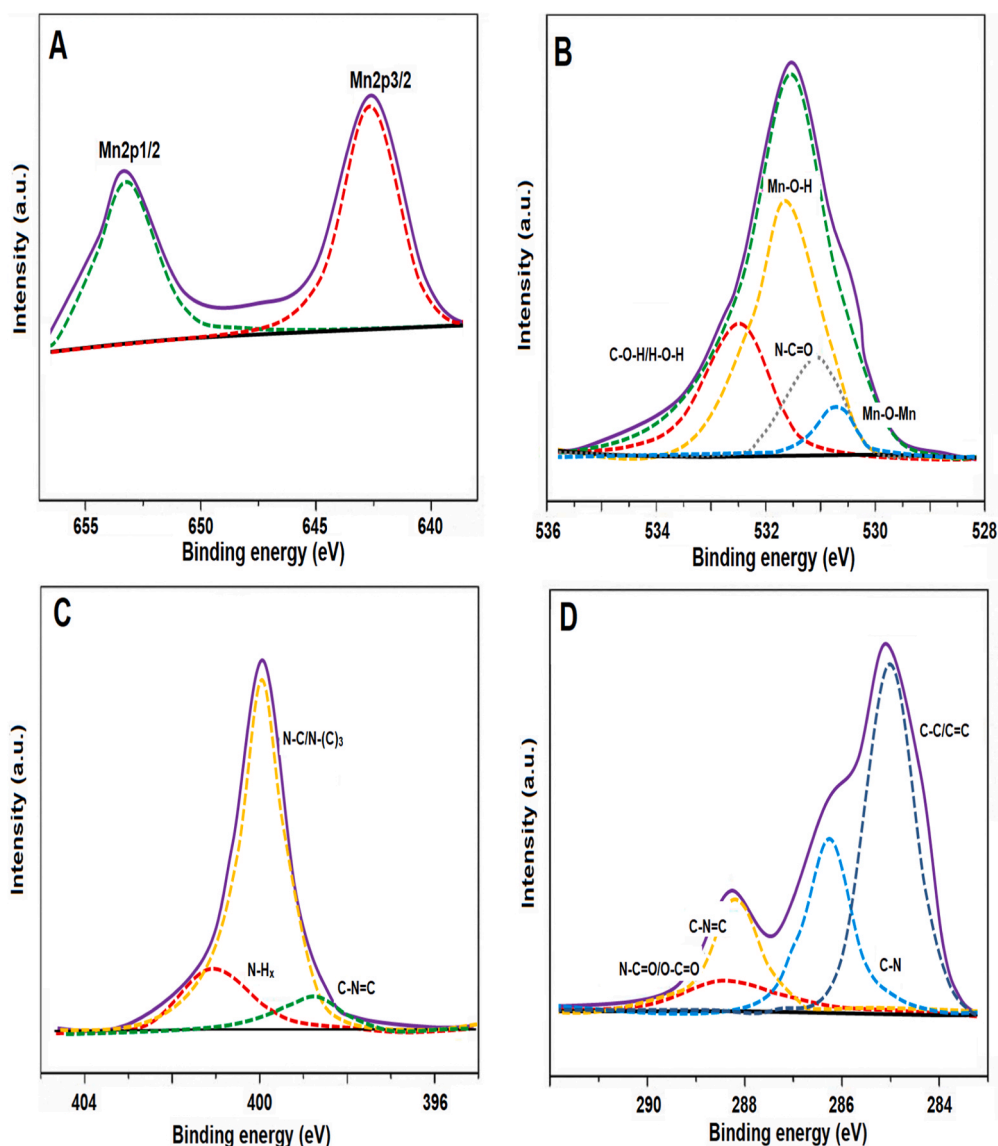 A
Mn2p3/2
Mn2p1/2
Intensity (a.u.)
655
650
645
640
Binding energy (eV)
B
Mn-O-H
C-O-H/H-O-H
N-C=O
Mn-O-Mn
Intensity (a.u.)
536
534
532
530
528
Binding energy (eV)
C
N-C/N-(C)₃
N-Hₓ
C-N=C
Intensity (a.u.)
404
400
396
Binding energy (eV)
D
C-C/C=C
C-N=C
N-C=O/O-C=O
C-N
Intensity (a.u.)
290
288
286
284
Binding energy (eV)